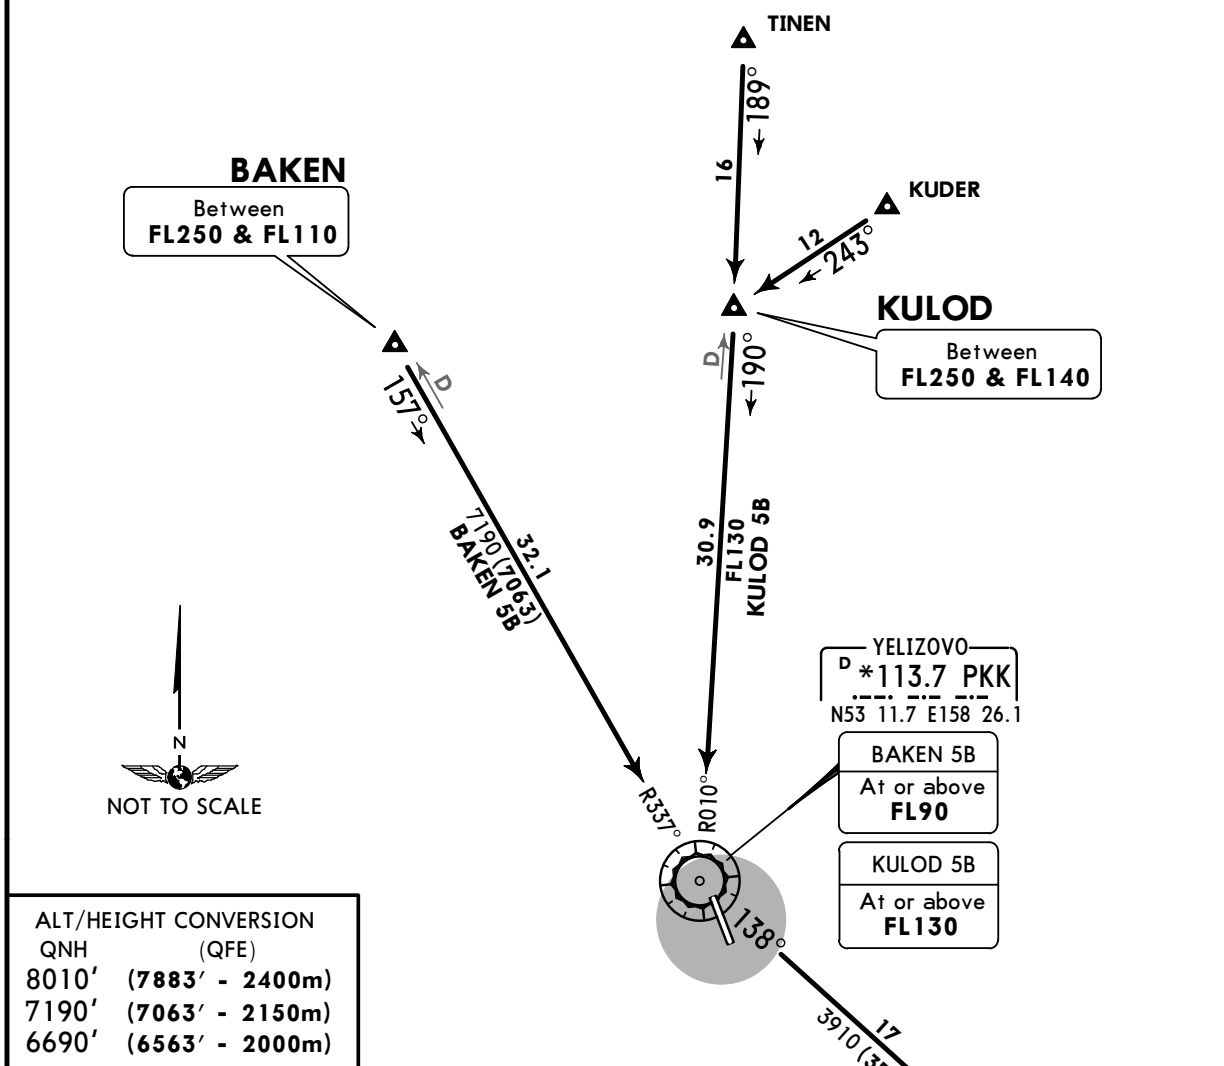 TINEN
189°
16
KUDER
12
243°
BAKEN
Between
FL250 & FL110
KULOD
Between
FL250 & FL140
D
157°
D
190°
32.1
7190 (7063)
BAKEN 5B
30.9
FL130
KULOD 5B
YELIZOVO
D *113.7 PKK
N53 11.7 E158 26.1
BAKEN 5B
At or above
FL90
KULOD 5B
At or above
FL130
N
NOT TO SCALE
R337°
R010°
138°
17
3910
ALT/HEIGHT CONVERSION
QNH (QFE)
8010' (7883' - 2400m)
7190' (7063' - 2150m)
6690' (6563' - 2000m)